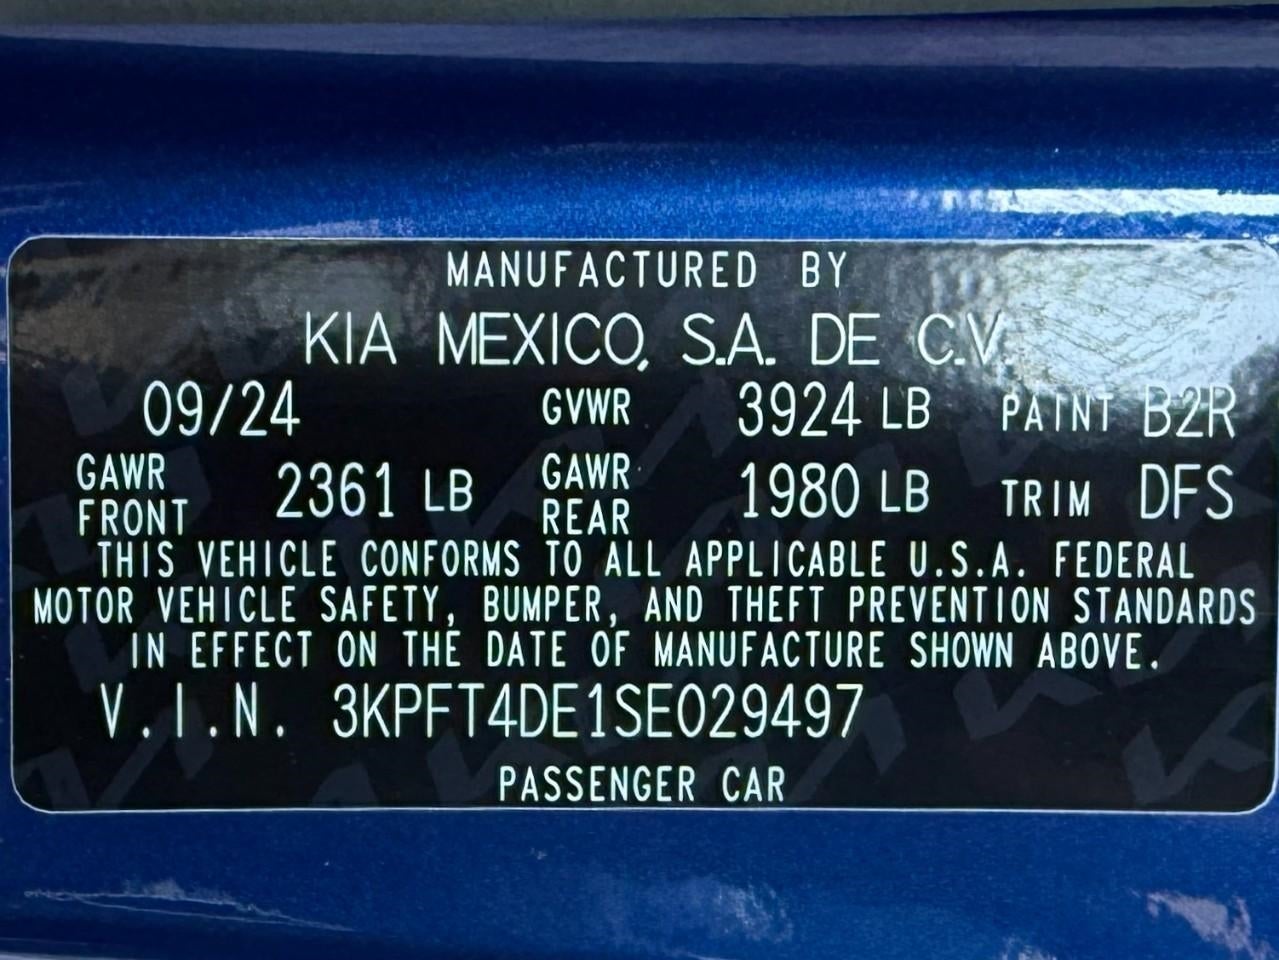 MANUFACTURED BY
KIA MEXICO, S.A. DE C.V.
09/24 GVWR 3924 LB PAINT B2R
GAWR FRONT 2361 LB GAWR REAR 1980 LB TRIM DFS
THIS VEHICLE CONFORMS TO ALL APPLICABLE U.S.A. FEDERAL
MOTOR VEHICLE SAFETY, BUMPER, AND THEFT PREVENTION STANDARDS
IN EFFECT ON THE DATE OF MANUFACTURE SHOWN ABOVE.
V.I.N. 3KPFT4DE1SE029497
PASSENGER CAR